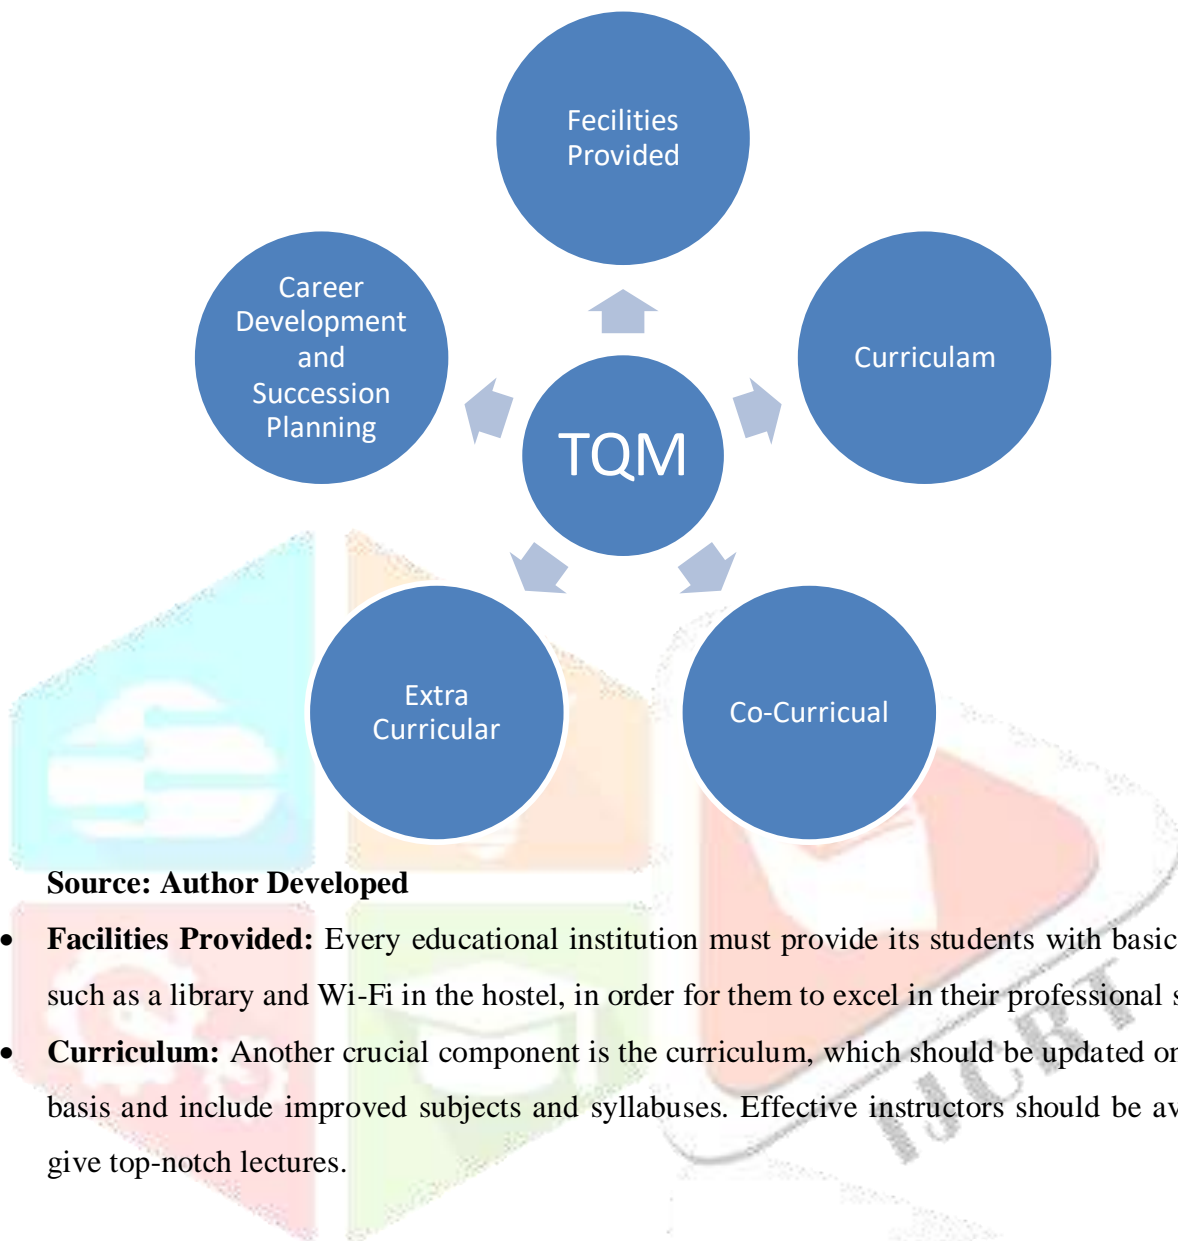 Fecilities
Provided
Career
Development
and
Succession
Planning
Curriculam
TQM
Extra
Curricular
Co-Curricual
Source: Author Developed
• Facilities Provided: Every educational institution must provide its students with basic
such as a library and Wi-Fi in the hostel, in order for them to excel in their professional s
• Curriculum: Another crucial component is the curriculum, which should be updated on
basis and include improved subjects and syllabuses. Effective instructors should be av
give top-notch lectures.
IJCRT